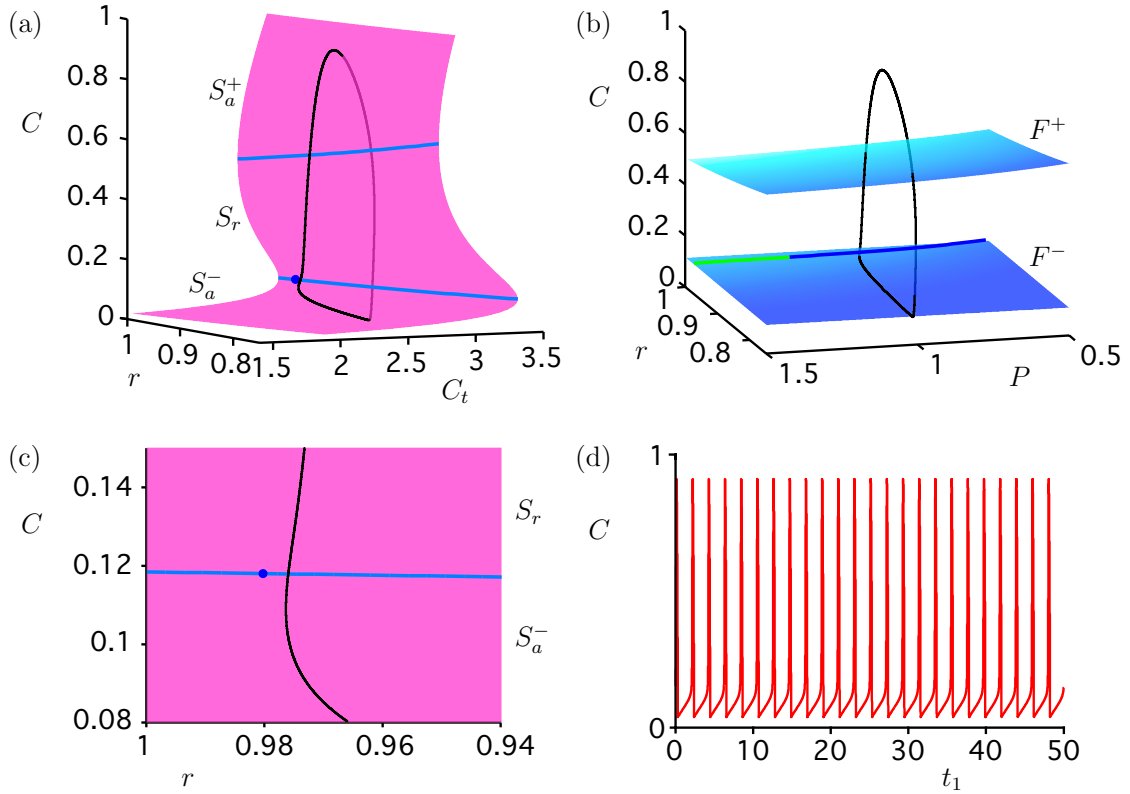 (a)
1
0.8
0.6
0.4
0.2
0
C
S_a^+
S_r
S_a^-
1
0.9
0.8
r
1.5
2
2.5
3
3.5
C_t
(b)
1
0.8
0.6
0.4
0.2
0
C
F^+
F^-
1
0.9
0.8
r
1.5
1
0.5
P
(c)
0.14
0.12
0.1
0.08
C
S_r
S_a^-
1
0.98
0.96
0.94
r
(d)
1
0
C
0
10
20
30
40
50
t_1